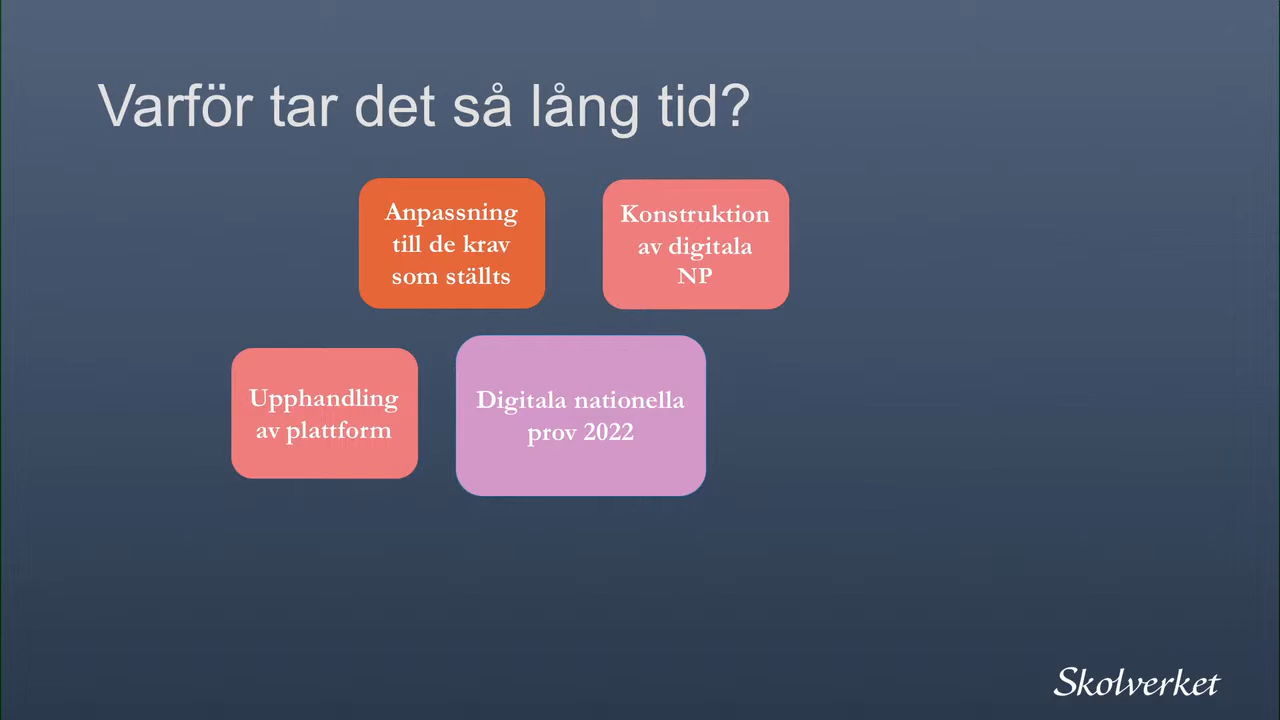 Varför tar det så lång tid?
Anpassning
till de krav
som ställts
Konstruktion
av digitala
NP
Upphandling
av plattform
Digitala nationella
prov 2022
Skolverket